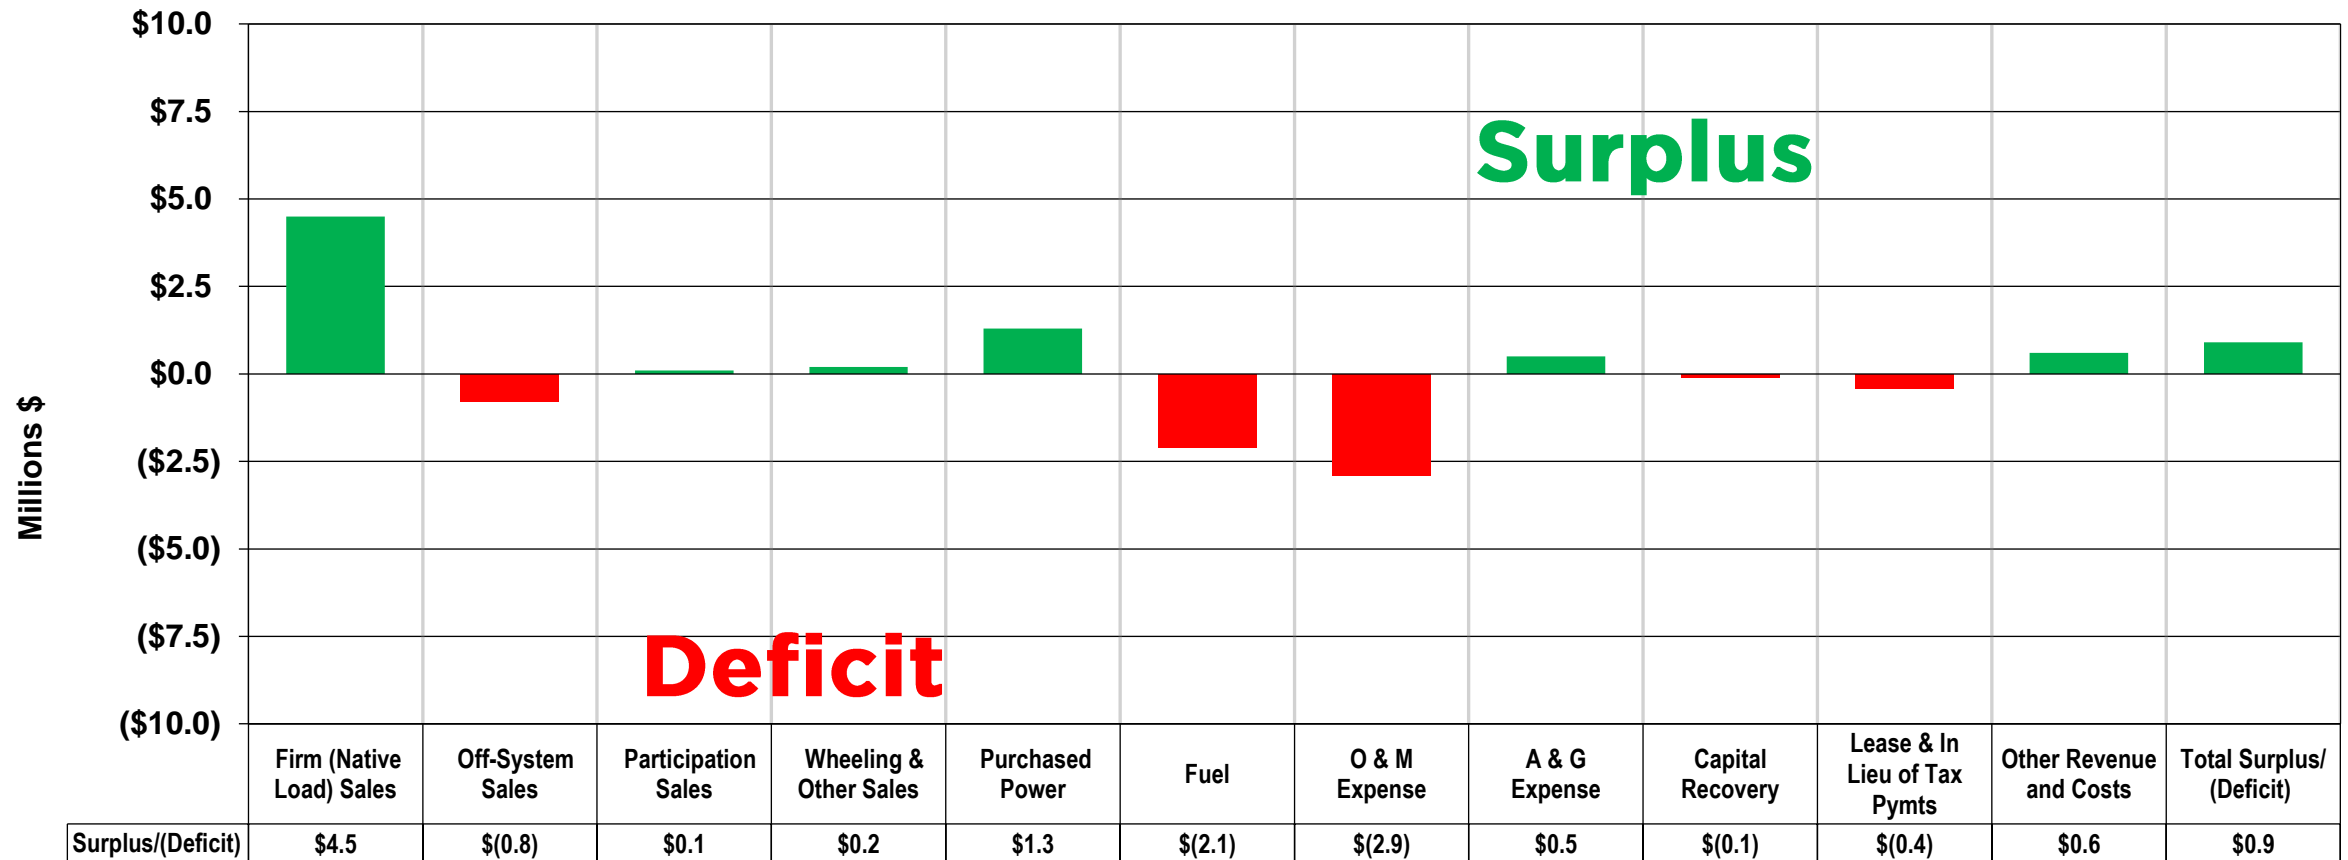 $10.0
$7.5
$5.0
$2.5
$0.0
($2.5)
($5.0)
($7.5)
($10.0)
Millions $
Surplus
Deficit
Firm (Native
Load) Sales
Off-System
Sales
Participation
Sales
Wheeling &
Other Sales
Purchased
Power
Fuel
O & M
Expense
A & G
Expense
Capital
Recovery
Lease & In
Lieu of Tax
Pymts
Other Revenue
and Costs
Total Surplus/
(Deficit)
Surplus/(Deficit) $4.5 $(0.8) $0.1 $0.2 $1.3 $(2.1) $(2.9) $0.5 $(0.1) $(0.4) $0.6 $0.9